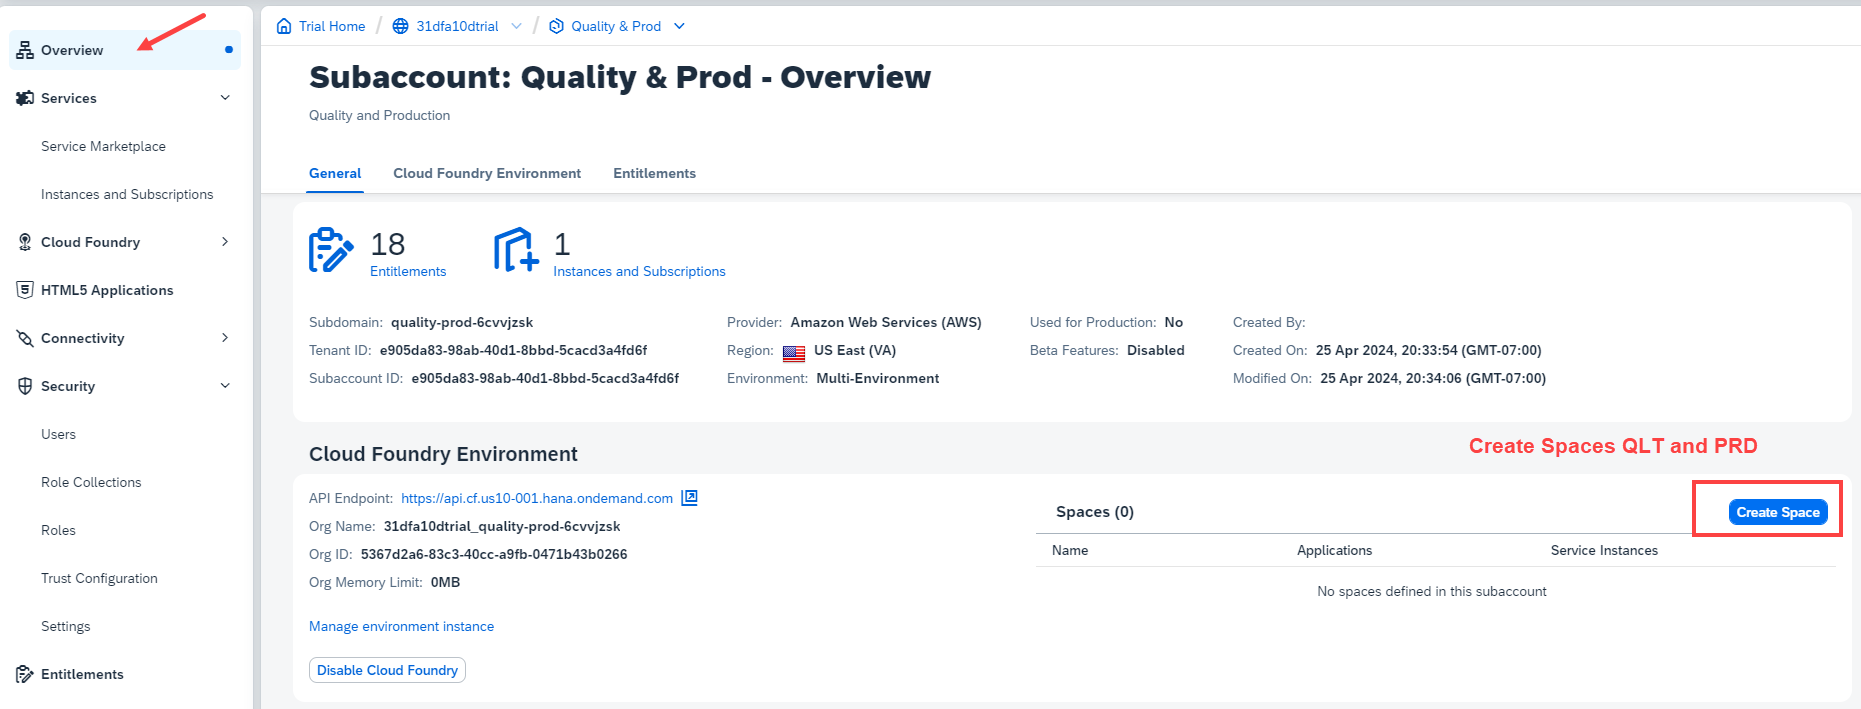 Overview
Services
Service Marketplace
Instances and Subscriptions
Cloud Foundry
HTML5 Applications
Connectivity
Security
Users
Role Collections
Roles
Trust Configuration
Settings
Entitlements
Trial Home / 31dfa10dtrial / Quality & Prod
Subaccount: Quality & Prod - Overview
Quality and Production
General Cloud Foundry Environment Entitlements
18 Entitlements
1 Instances and Subscriptions
Subdomain: quality-prod-6cvvjzsk
Tenant ID: e905da83-98ab-40d1-8bbd-5cacd3a4fd6f
Subaccount ID: e905da83-98ab-40d1-8bbd-5cacd3a4fd6f
Provider: Amazon Web Services (AWS)
Region: US East (VA)
Environment: Multi-Environment
Used for Production: No
Beta Features: Disabled
Created By:
Created On: 25 Apr 2024, 20:33:54 (GMT-07:00)
Modified On: 25 Apr 2024, 20:34:06 (GMT-07:00)
Cloud Foundry Environment
Create Spaces QLT and PRD
API Endpoint: https://api.cf.us10-001.hana.ondemand.com
Org Name: 31dfa10dtrial_quality-prod-6cvvjzsk
Org ID: 5367d2a6-83c3-40cc-a9fb-0471b43b0266
Org Memory Limit: 0MB
Manage environment instance
Disable Cloud Foundry
Spaces (0) Create Space
Name Applications Service Instances
No spaces defined in this subaccount